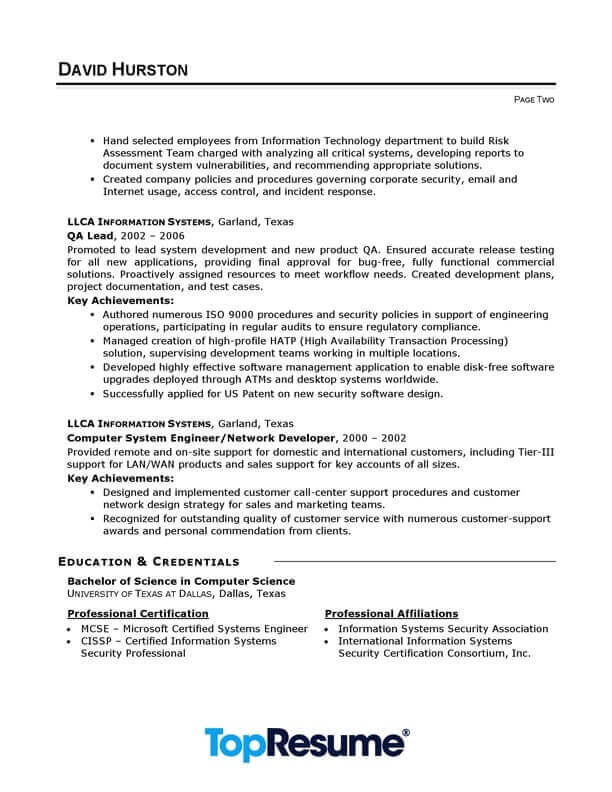 DAVID HURSTON
PAGE TWO
▪ Hand selected employees from Information Technology department to build Risk
Assessment Team charged with analyzing all critical systems, developing reports to
document system vulnerabilities, and recommending appropriate solutions.
▪ Created company policies and procedures governing corporate security, email and
Internet usage, access control, and incident response.
LLCA INFORMATION SYSTEMS, Garland, Texas
QA Lead, 2002 – 2006
Promoted to lead system development and new product QA. Ensured accurate release testing
for all new applications, providing final approval for bug-free, fully functional commercial
solutions. Proactively assigned resources to meet workflow needs. Created development plans,
project documentation, and test cases.
Key Achievements:
▪ Authored numerous ISO 9000 procedures and security policies in support of engineering
operations, participating in regular audits to ensure regulatory compliance.
▪ Managed creation of high-profile HATP (High Availability Transaction Processing)
solution, supervising development teams working in multiple locations.
▪ Developed highly effective software management application to enable disk-free software
upgrades deployed through ATMs and desktop systems worldwide.
▪ Successfully applied for US Patent on new security software design.
LLCA INFORMATION SYSTEMS, Garland, Texas
Computer System Engineer/Network Developer, 2000 – 2002
Provided remote and on-site support for domestic and international customers, including Tier-III
support for LAN/WAN products and sales support for key accounts of all sizes.
Key Achievements:
▪ Designed and implemented customer call-center support procedures and customer
network design strategy for sales and marketing teams.
▪ Recognized for outstanding quality of customer service with numerous customer-support
awards and personal commendation from clients.
EDUCATION & CREDENTIALS
Bachelor of Science in Computer Science
UNIVERSITY OF TEXAS AT DALLAS, Dallas, Texas
Professional Certification
• MCSE – Microsoft Certified Systems Engineer
• CISSP – Certified Information Systems
Security Professional
Professional Affiliations
• Information Systems Security Association
• International Information Systems
Security Certification Consortium, Inc.
TopResume®